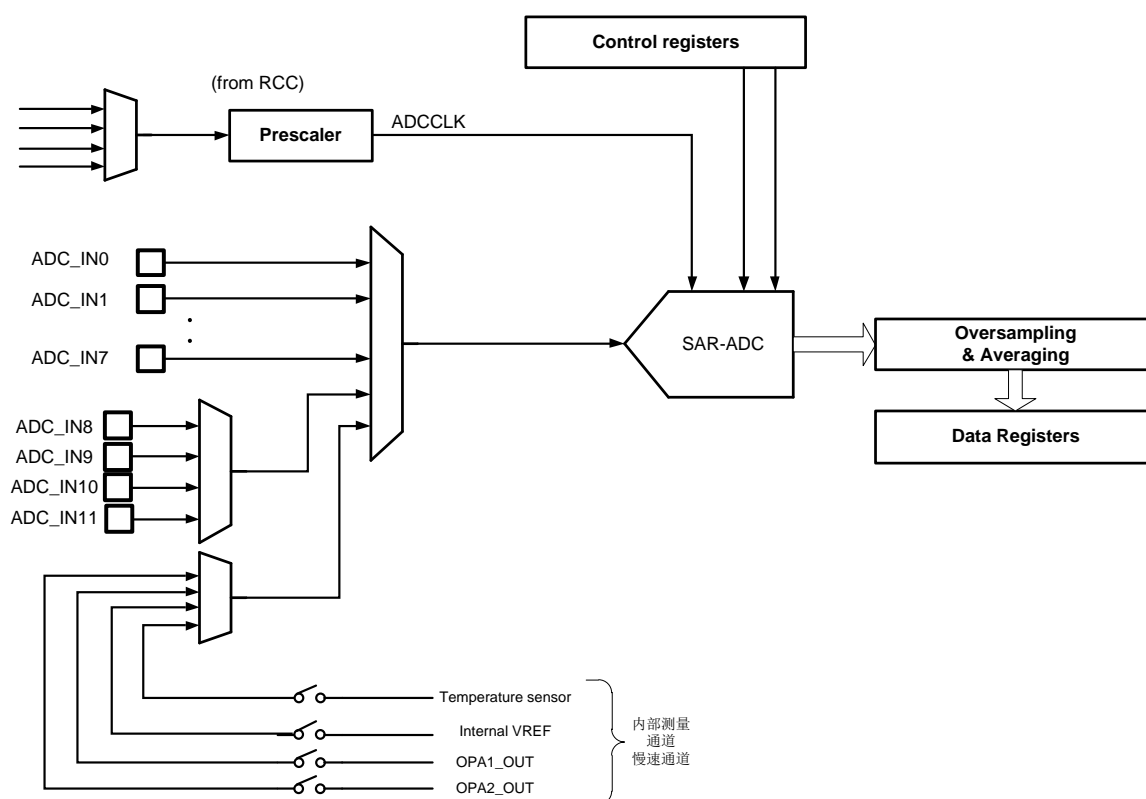 Control registers
(from RCC)
Prescaler
ADCCLK
ADC_IN0
ADC_IN1
ADC_IN7
SAR-ADC
Oversampling
& Averaging
Data Registers
ADC_IN8
ADC_IN9
ADC_IN10
ADC_IN11
Temperature sensor
Internal VREF
OPA1_OUT
OPA2_OUT
内部测量
通道
慢速通道